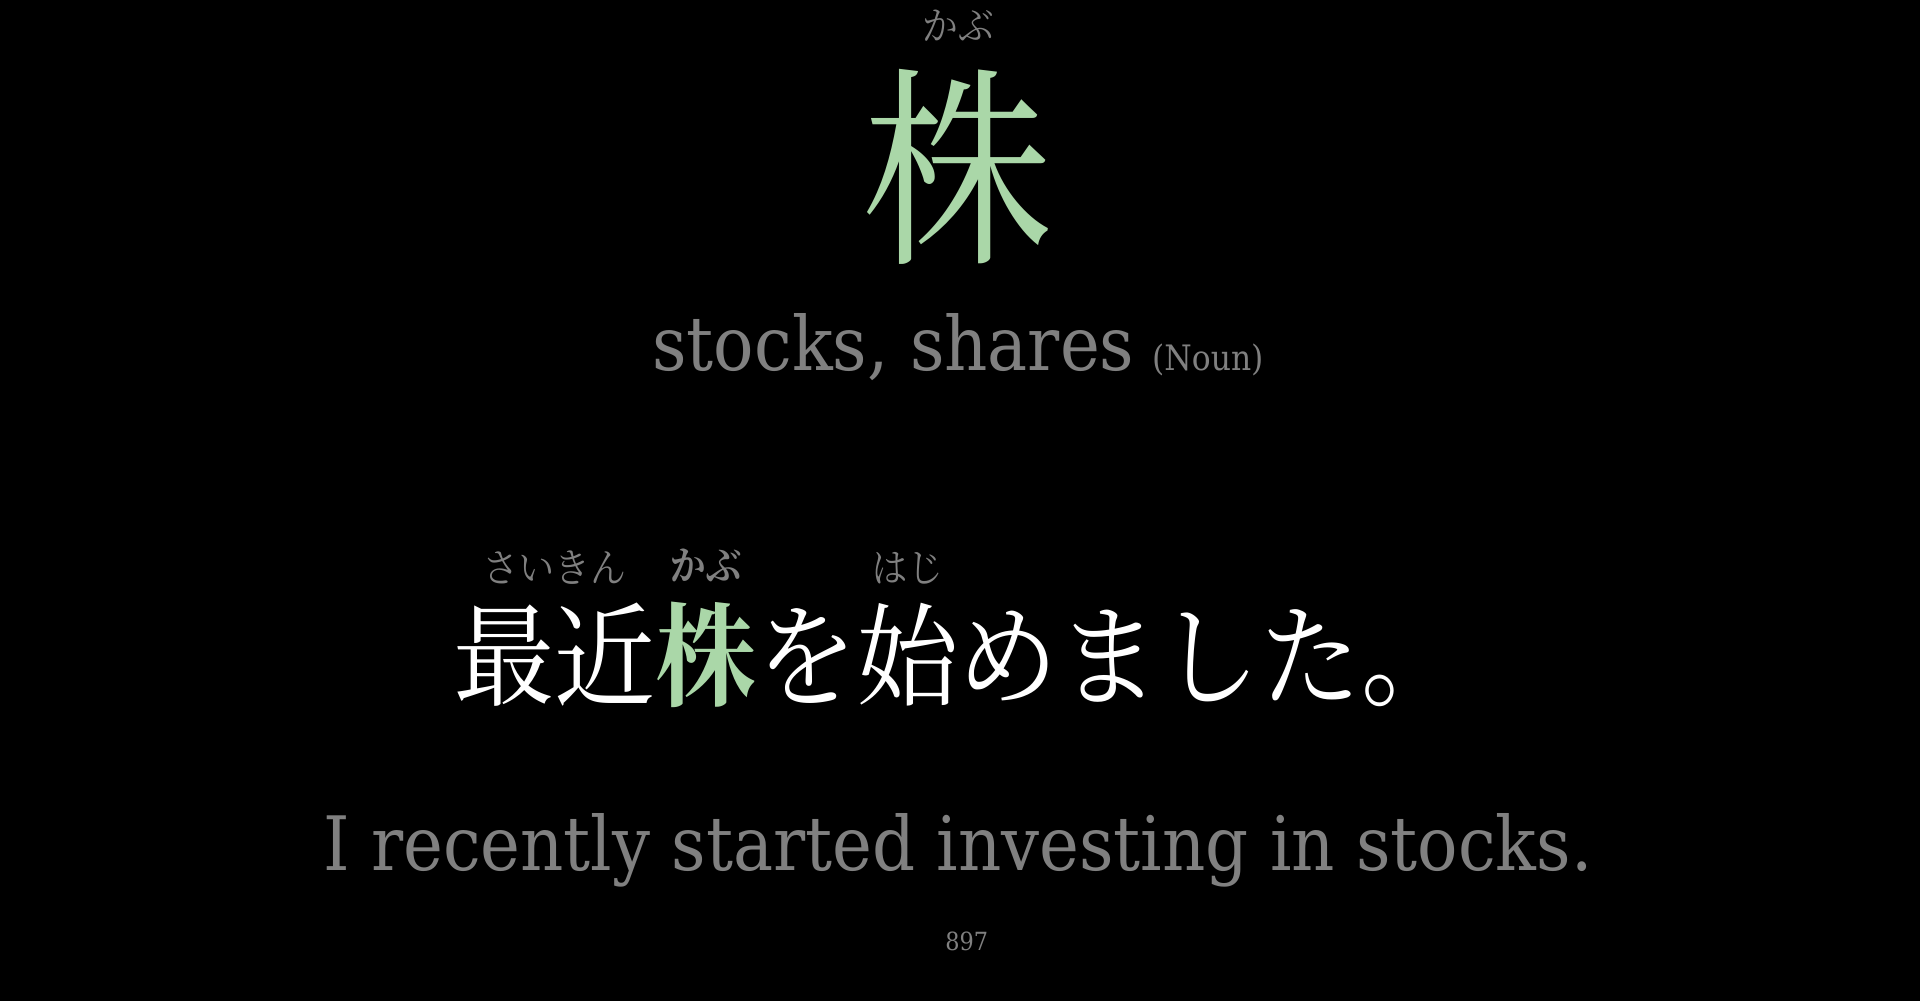 かぶ
株
stocks, shares (Noun)
さいきん かぶ はじ
最近株を始めました。
I recently started investing in stocks.
897